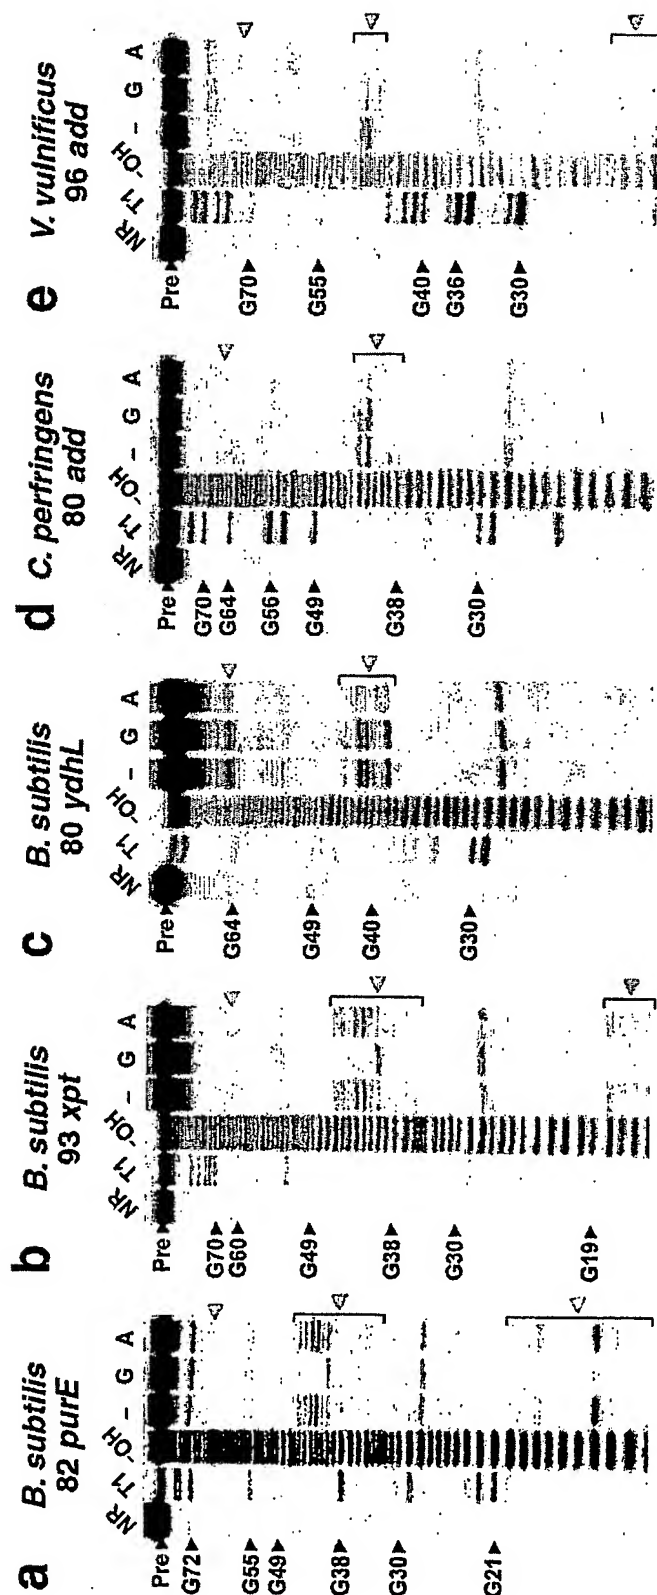 a
B. subtilis
82 purE
NR T1 -OH – G A
Pre
G72
G55
G49
G38
G30
G21
b
B. subtilis
93 xpt
NR T1 -OH – G A
Pre
G70
G60
G49
G38
G30
G19
c
B. subtilis
80 ydhL
NR T1 -OH – G A
Pre
G64
G49
G40
G30
d
C. perfringens
80 add
NR T1 -OH – G A
Pre
G70
G64
G56
G49
G38
G30
e
V. vulnificus
96 add
NR T1 -OH – G A
Pre
G70
G55
G40
G36
G30